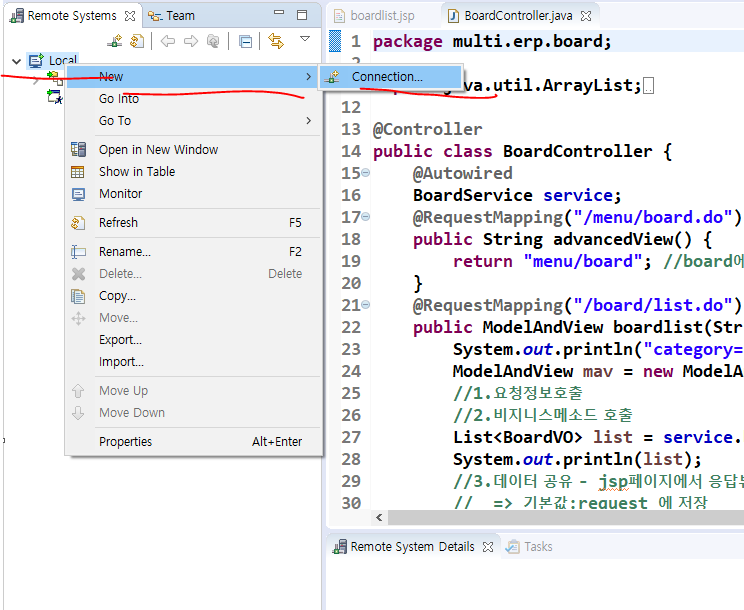 Remote Systems
Team
Local
New
Go Into
Go To
Open in New Window
Show in Table
Monitor
Refresh F5
Rename... F2
Delete... Delete
Copy...
Move...
Export...
Import...
Move Up
Move Down
Properties Alt+Enter
Connection...
boardlist.jsp
BoardController.java
1 package multi.erp.board;
2
va.util.ArrayList;
12
13 @Controller
14 public class BoardController {
15 @Autowired
16 BoardService service;
17 @RequestMapping("/menu/board.do")
18 public String advancedView() {
19 return "menu/board"; //board에
20 }
21 @RequestMapping("/board/list.do")
22 public ModelAndView boardlist(Str
23 System.out.println("category=
24 ModelAndView mav = new ModelA
25 //1.요청정보호출
26 //2.비지니스메소드 호출
27 List<BoardVO> list = service.
28 System.out.println(list);
29 //3.데이터 공유 - jsp페이지에서 응답
30 // => 기본값:request 에 저장
Remote System Details
Tasks